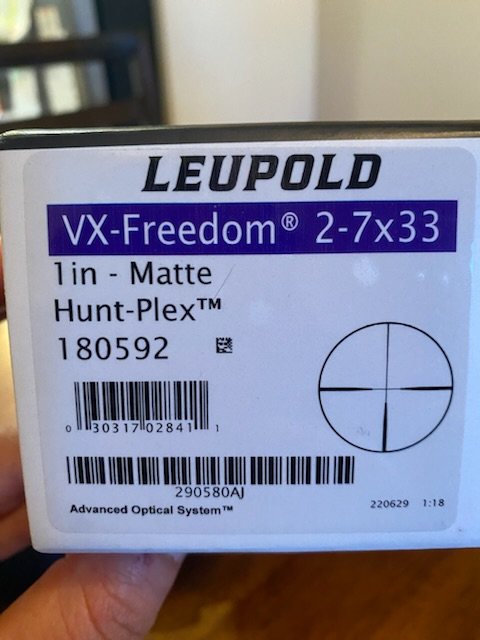 LEUPOLD
VX-Freedom® 2-7x33
1in - Matte
Hunt-Plex™
180592
0 30317 02841 1
290580AJ
Advanced Optical System™
220629 1:18